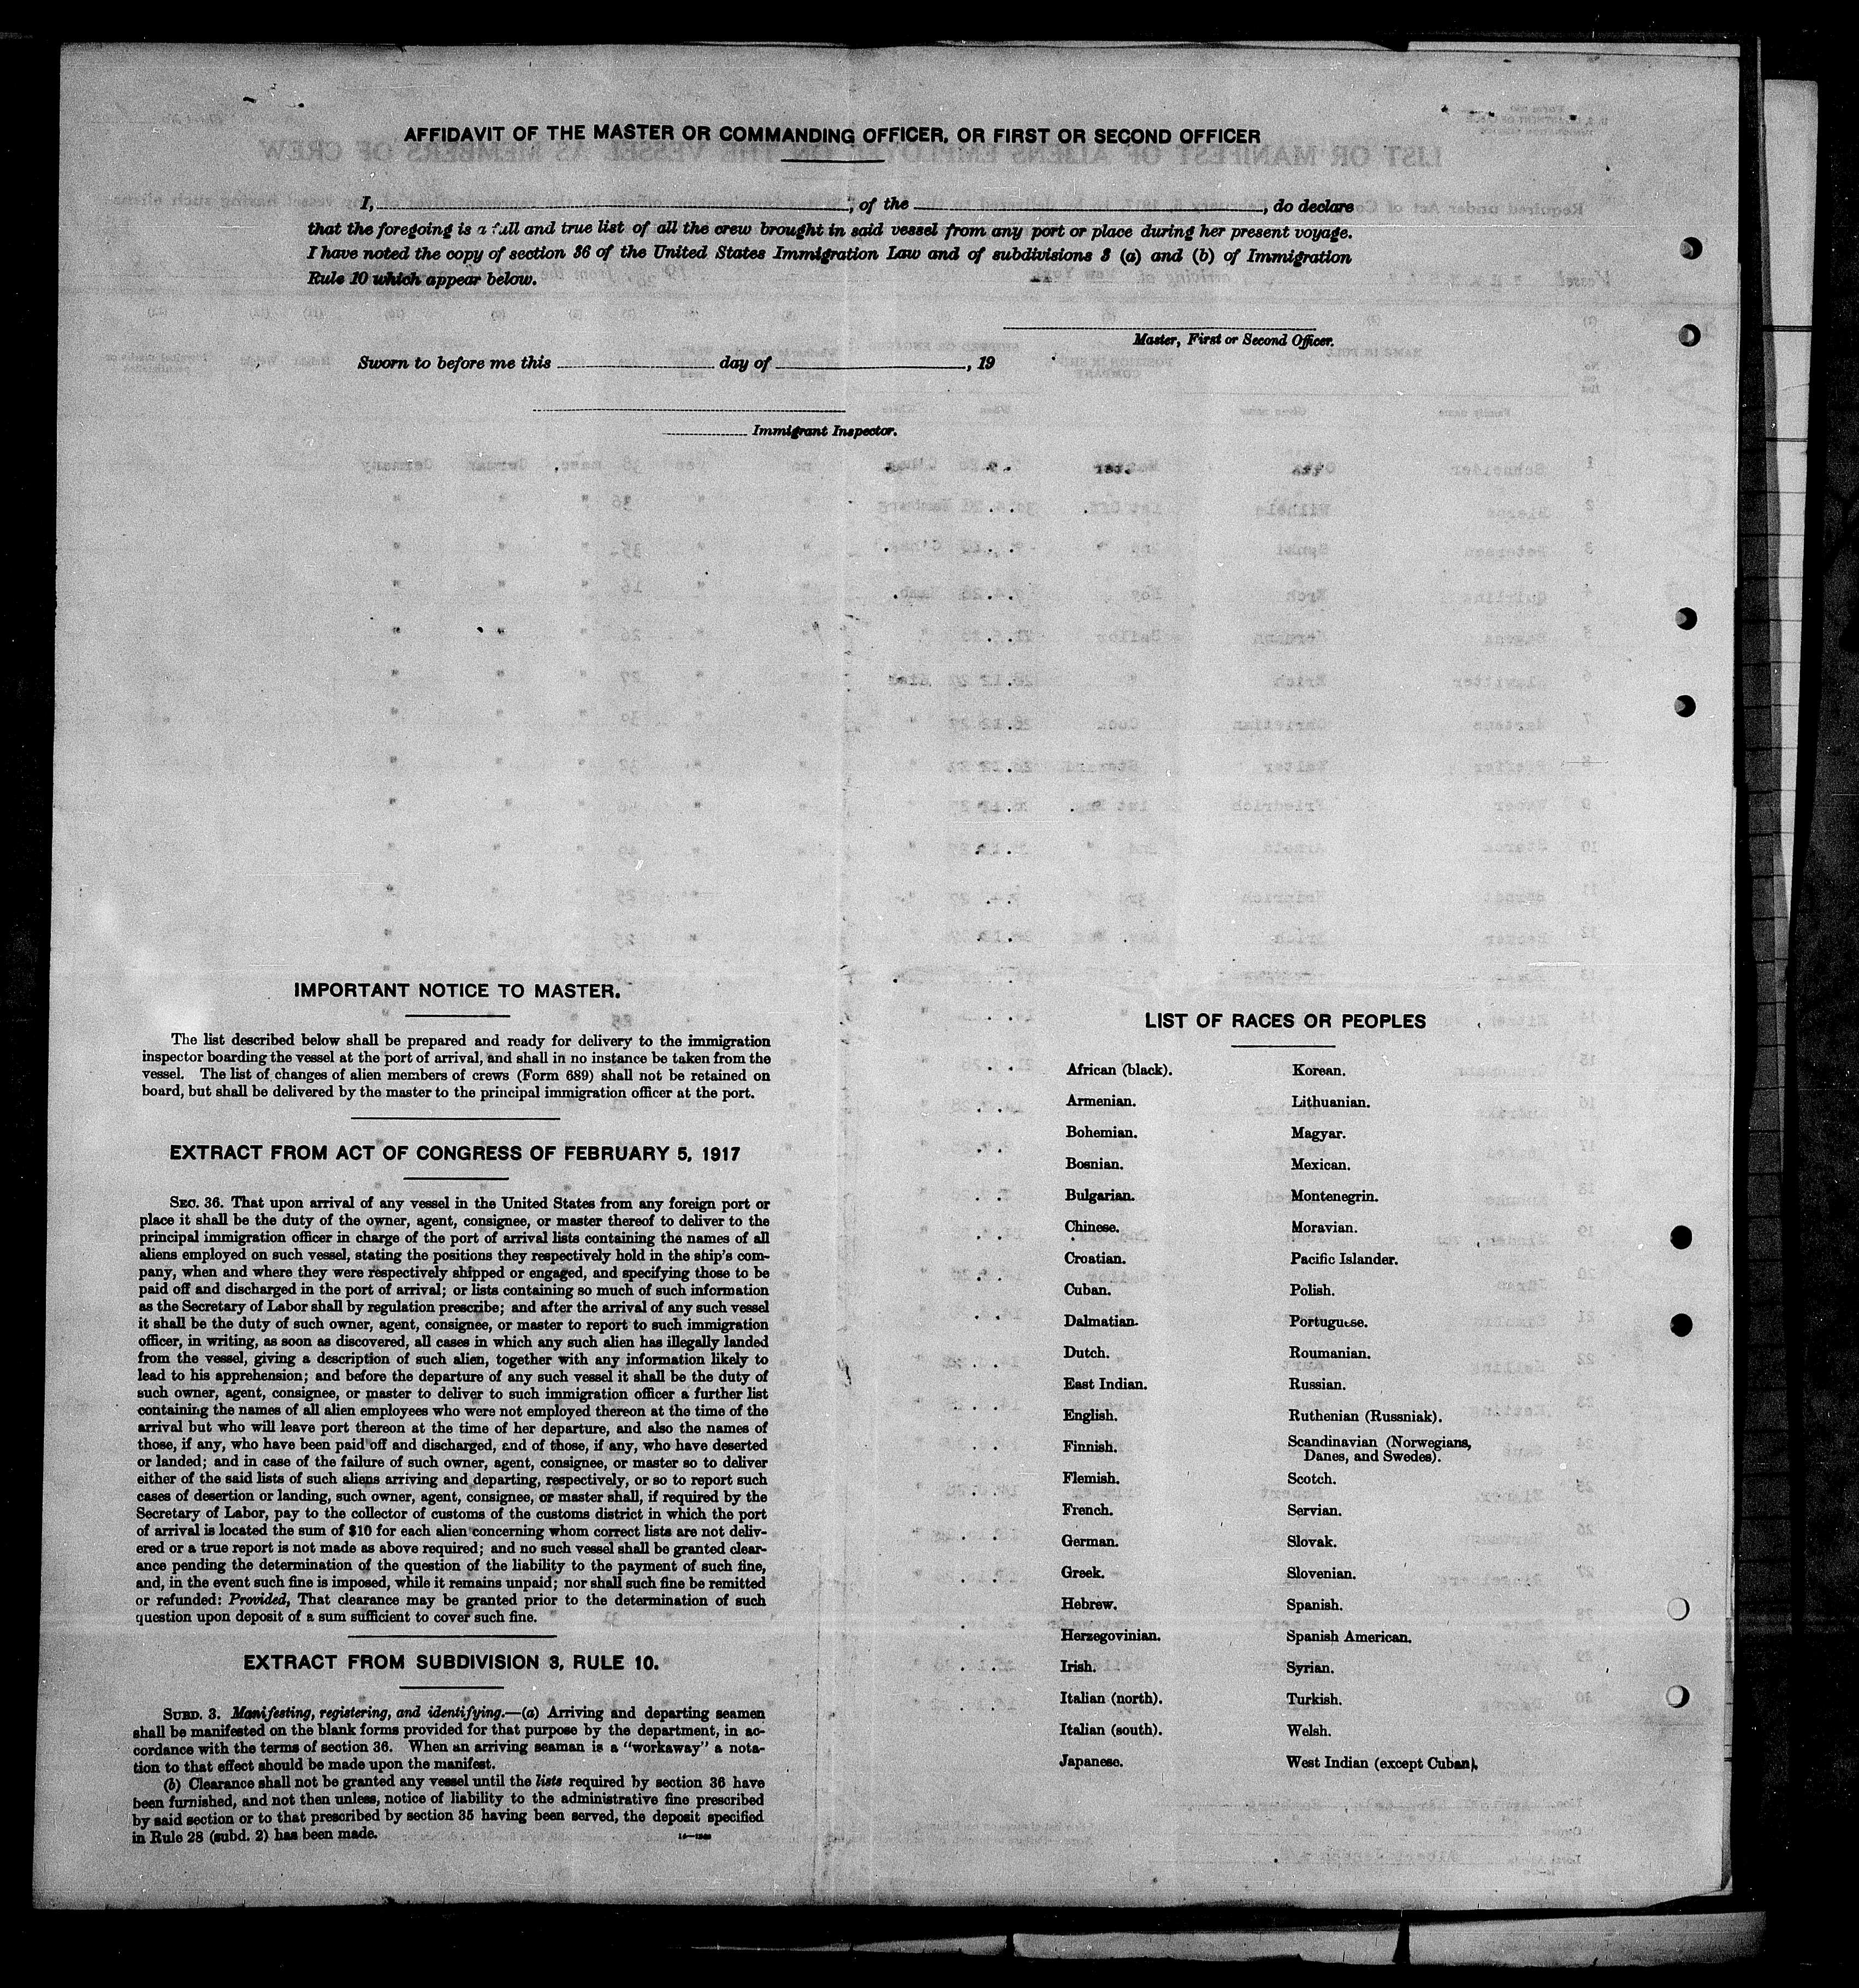 AFFIDAVIT OF THE MASTER OR COMMANDING OFFICER, OR FIRST OR SECOND OFFICER
I, , of the , do declare
that the foregoing is a full and true list of all the crew brought in said vessel from any port or place during her present voyage.
I have noted the copy of section 36 of the United States Immigration Law and of subdivisions 3 (a) and (b) of Immigration
Rule 10 which appear below.
Master, First or Second Officer.
Sworn to before me this day of , 19
Immigrant Inspector.
IMPORTANT NOTICE TO MASTER.
The list described below shall be prepared and ready for delivery to the immigration
inspector boarding the vessel at the port of arrival, and shall in no instance be taken from the
vessel. The list of changes of alien members of crews (Form 689) shall not be retained on
board, but shall be delivered by the master to the principal immigration officer at the port.
EXTRACT FROM ACT OF CONGRESS OF FEBRUARY 5, 1917
SEC. 36. That upon arrival of any vessel in the United States from any foreign port or
place it shall be the duty of the owner, agent, consignee, or master thereof to deliver to the
principal immigration officer in charge of the port of arrival lists containing the names of all
aliens employed on such vessel, stating the positions they respectively hold in the ship's com-
pany, when and where they were respectively shipped or engaged, and specifying those to be
paid off and discharged in the port of arrival; or lists containing so much of such information
as the Secretary of Labor shall by regulation prescribe; and after the arrival of any such vessel
it shall be the duty of such owner, agent, consignee, or master to report to such immigration
officer, in writing, as soon as discovered, all cases in which any such alien has illegally landed
from the vessel, giving a description of such alien, together with any information likely to
lead to his apprehension; and before the departure of any such vessel it shall be the duty of
such owner, agent, consignee, or master to deliver to such immigration officer a further list
containing the names of all alien employees who were not employed thereon at the time of the
arrival but who will leave port thereon at the time of her departure, and also the names of
those, if any, who have been paid off and discharged, and of those, if any, who have deserted
or landed; and in case of the failure of such owner, agent, consignee, or master so to deliver
either of the said lists of such aliens arriving and departing, respectively, or so to report such
cases of desertion or landing, such owner, agent, consignee, or master shall, if required by the
Secretary of Labor, pay to the collector of customs of the customs district in which the port
of arrival is located the sum of $10 for each alien concerning whom correct lists are not deliv-
ered or a true report is not made as above required; and no such vessel shall be granted clear-
ance pending the determination of the question of the liability to the payment of such fine,
and, in the event such fine is imposed, while it remains unpaid; nor shall such fine be remitted
or refunded: Provided, That clearance may be granted prior to the determination of such
question upon deposit of a sum sufficient to cover such fine.
EXTRACT FROM SUBDIVISION 3, RULE 10.
SUBD. 3. Manifesting, registering, and identifying.—(a) Arriving and departing seamen
shall be manifested on the blank forms provided for that purpose by the department, in ac-
cordance with the terms of section 36. When an arriving seaman is a "workaway" a nota-
tion to that effect should be made upon the manifest.
(b) Clearance shall not be granted any vessel until the lists required by section 36 have
been furnished, and not then unless, notice of liability to the administrative fine prescribed
by said section or to that prescribed by section 35 having been served, the deposit specified
in Rule 28 (subd. 2) has been made.
LIST OF RACES OR PEOPLES
African (black).
Armenian.
Bohemian.
Bosnian.
Bulgarian.
Chinese.
Croatian.
Cuban.
Dalmatian.
Dutch.
East Indian.
English.
Finnish.
Flemish.
French.
German.
Greek.
Hebrew.
Herzegovinian.
Irish.
Italian (north).
Italian (south).
Japanese.
Korean.
Lithuanian.
Magyar.
Mexican.
Montenegrin.
Moravian.
Pacific Islander.
Polish.
Portuguese.
Roumanian.
Russian.
Ruthenian (Russniak).
Scandinavian (Norwegians,
Danes, and Swedes).
Scotch.
Servian.
Slovak.
Slovenian.
Spanish.
Spanish American.
Syrian.
Turkish.
Welsh.
West Indian (except Cuban).